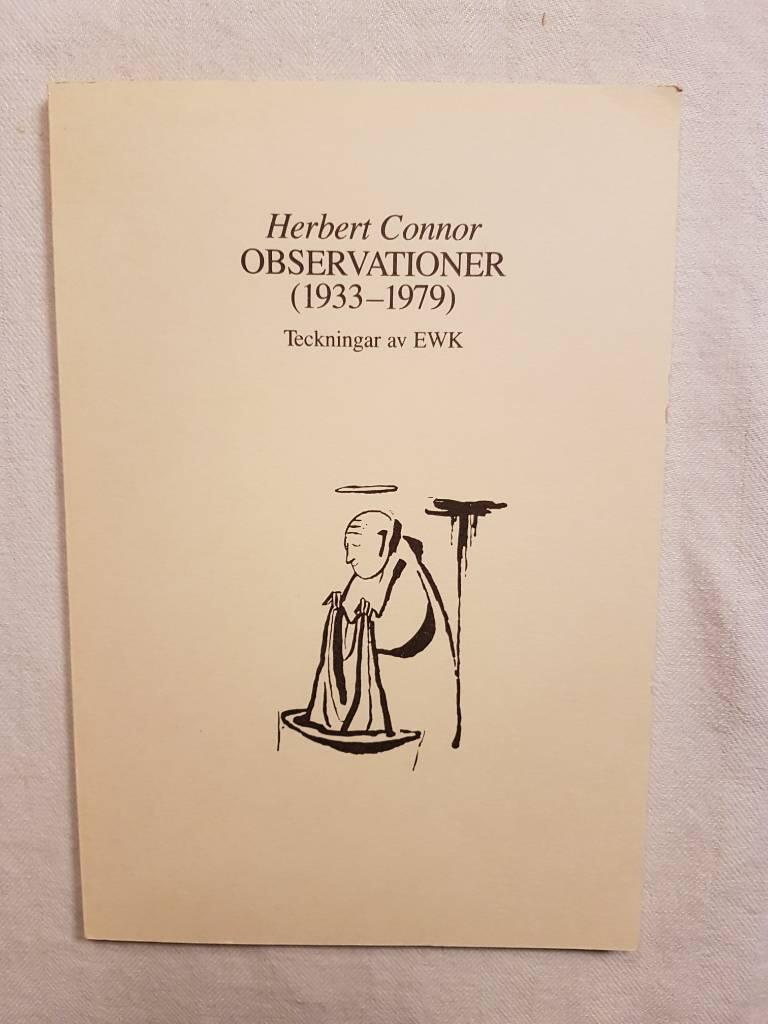 Herbert Connor
OBSERVATIONER
(1933–1979)
Teckningar av EWK